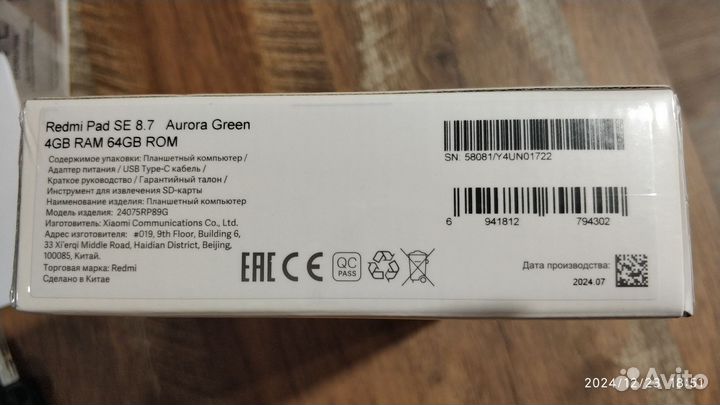 Redmi Pad SE 8.7 Aurora Green
4GB RAM 64GB ROM
Содержимое упаковки: Планшетный компьютер /
Адаптер питания / USB Type-C кабель /
Краткое руководство / Гарантийный талон /
Инструмент для извлечения SD-карты
Наименование изделия: Планшетный компьютер
Модель изделия: 24075RP89G
Изготовитель: Xiaomi Communications Co., Ltd.
Адрес изготовителя: #019, 9th Floor, Building 6,
33 Xi'erqi Middle Road, Haidian District, Beijing,
100085, Китай.
Торговая марка: Redmi
Сделано в Китае
EAC CE
QC
PASS
SN: 58081/Y4UN01722
6 941812 794302
Дата производства:
2024.07
2024/12/23 18:51
Avito